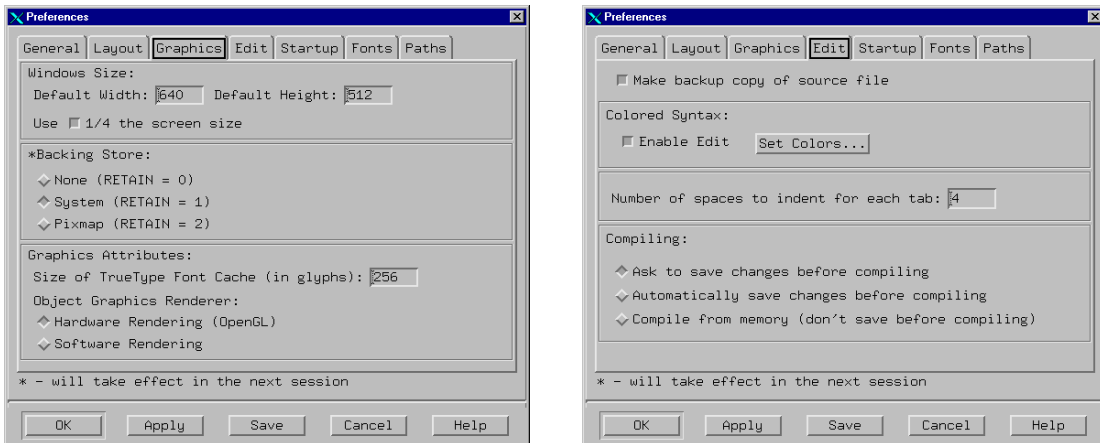 Preferences
General Layout Graphics Edit Startup Fonts Paths
Windows Size:
Default Width: 640 Default Height: 512
Use 1/4 the screen size
*Backing Store:
None (RETAIN = 0)
System (RETAIN = 1)
Pixmap (RETAIN = 2)
Graphics Attributes:
Size of TrueType Font Cache (in glyphs): 256
Object Graphics Renderer:
Hardware Rendering (OpenGL)
Software Rendering
* - will take effect in the next session
OK Apply Save Cancel Help
Preferences
General Layout Graphics Edit Startup Fonts Paths
Make backup copy of source file
Colored Syntax:
Enable Edit Set Colors...
Number of spaces to indent for each tab: 4
Compiling:
Ask to save changes before compiling
Automatically save changes before compiling
Compile from memory (don't save before compiling)
* - will take effect in the next session
OK Apply Save Cancel Help